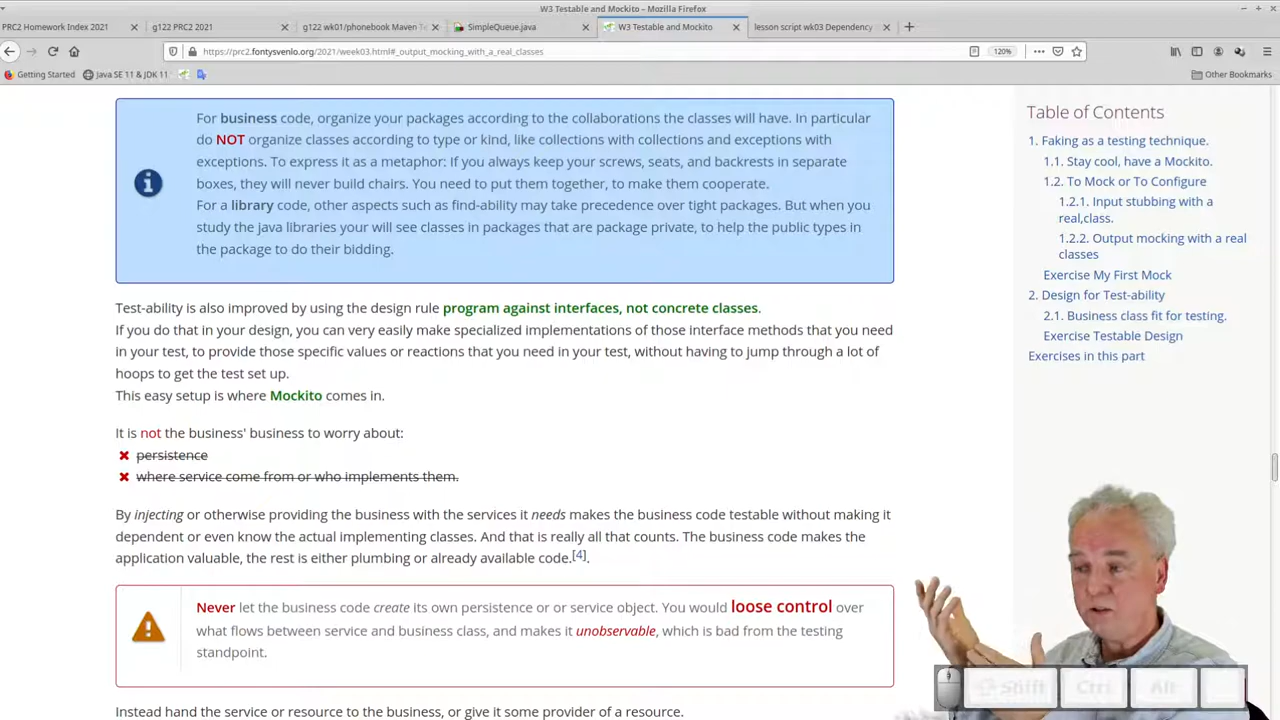 W3 Testable and Mockito - Mozilla Firefox
PRC2 Homework Index 2021
g122 PRC2 2021
g122 wk01/phonebook Maven T
SimpleQueue.java
W3 Testable and Mockito
lesson script wk03 Dependency
https://prc2.fontysvenlo.org/2021/week03.html#_output_mocking_with_a_real_classes
120%
Getting Started
Java SE 11 & JDK 11
Other Bookmarks
For business code, organize your packages according to the collaborations the classes will have. In particular
do NOT organize classes according to type or kind, like collections with collections and exceptions with
exceptions. To express it as a metaphor: If you always keep your screws, seats, and backrests in separate
boxes, they will never build chairs. You need to put them together, to make them cooperate.
For a library code, other aspects such as find-ability may take precedence over tight packages. But when you
study the java libraries your will see classes in packages that are package private, to help the public types in
the package to do their bidding.
Test-ability is also improved by using the design rule program against interfaces, not concrete classes.
If you do that in your design, you can very easily make specialized implementations of those interface methods that you need
in your test, to provide those specific values or reactions that you need in your test, without having to jump through a lot of
hoops to get the test set up.
This easy setup is where Mockito comes in.
It is not the business' business to worry about:
persistence
where service come from or who implements them.
By injecting or otherwise providing the business with the services it needs makes the business code testable without making it
dependent or even know the actual implementing classes. And that is really all that counts. The business code makes the
application valuable, the rest is either plumbing or already available code.[4].
Never let the business code create its own persistence or or service object. You would loose control over
what flows between service and business class, and makes it unobservable, which is bad from the testing
standpoint.
Instead hand the service or resource to the business, or give it some provider of a resource.
Table of Contents
1. Faking as a testing technique.
1.1. Stay cool, have a Mockito.
1.2. To Mock or To Configure
1.2.1. Input stubbing with a
real,class.
1.2.2. Output mocking with a real
classes
Exercise My First Mock
2. Design for Test-ability
2.1. Business class fit for testing.
Exercise Testable Design
Exercises in this part
Shift
Ctrl
Alt